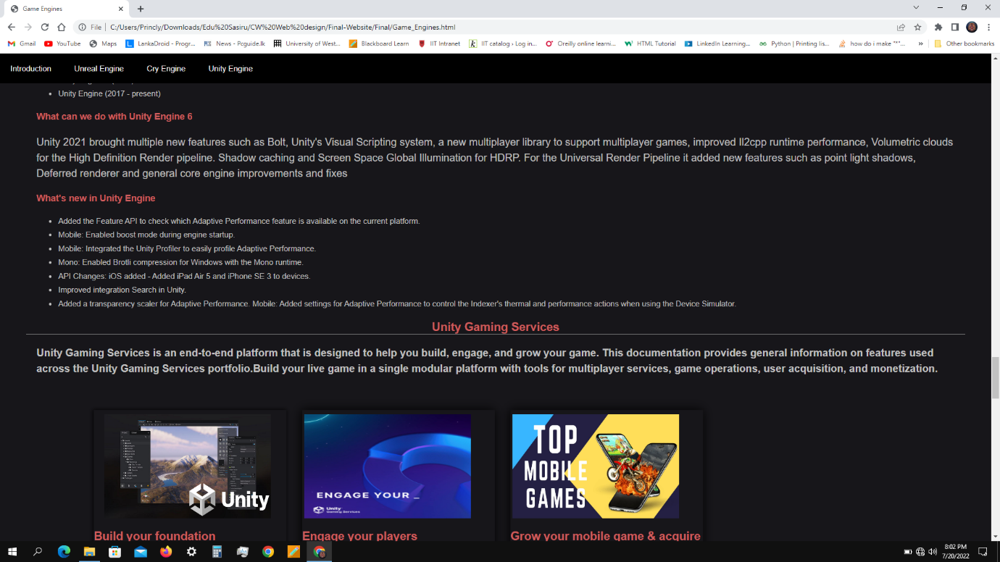 Game Engines
File
C:/Users/Princly/Downloads/Edu%20Sasiru/CW%20Web%20design/Final-Website/Final/Game_Engines.html
Gmail YouTube Maps LankaDroid - Progr... News - Pcguide.lk University of West... Blackboard Learn IIT Intranet IIT catalog › Log in... Oreilly online learni... HTML Tutorial LinkedIn Learning... Python | Printing lis... how do i make "*"... » Other bookmarks
Introduction Unreal Engine Cry Engine Unity Engine
• Unity Engine (2017 - present)
What can we do with Unity Engine 6
Unity 2021 brought multiple new features such as Bolt, Unity's Visual Scripting system, a new multiplayer library to support multiplayer games, improved Il2cpp runtime performance, Volumetric clouds
for the High Definition Render pipeline. Shadow caching and Screen Space Global Illumination for HDRP. For the Universal Render Pipeline it added new features such as point light shadows,
Deferred renderer and general core engine improvements and fixes
What's new in Unity Engine
• Added the Feature API to check which Adaptive Performance feature is available on the current platform.
• Mobile: Enabled boost mode during engine startup.
• Mobile: Integrated the Unity Profiler to easily profile Adaptive Performance.
• Mono: Enabled Brotli compression for Windows with the Mono runtime.
• API Changes: iOS added - Added iPad Air 5 and iPhone SE 3 to devices.
• Improved integration Search in Unity.
• Added a transparency scaler for Adaptive Performance. Mobile: Added settings for Adaptive Performance to control the Indexer's thermal and performance actions when using the Device Simulator.
Unity Gaming Services
Unity Gaming Services is an end-to-end platform that is designed to help you build, engage, and grow your game. This documentation provides general information on features used
across the Unity Gaming Services portfolio.Build your live game in a single modular platform with tools for multiplayer services, game operations, user acquisition, and monetization.
Unity
ENGAGE YOUR _
Unity
Gaming Services
TOP
MOBILE
GAMES
Build your foundation
Engage your players
Grow your mobile game & acquire
8:02 PM
7/20/2022